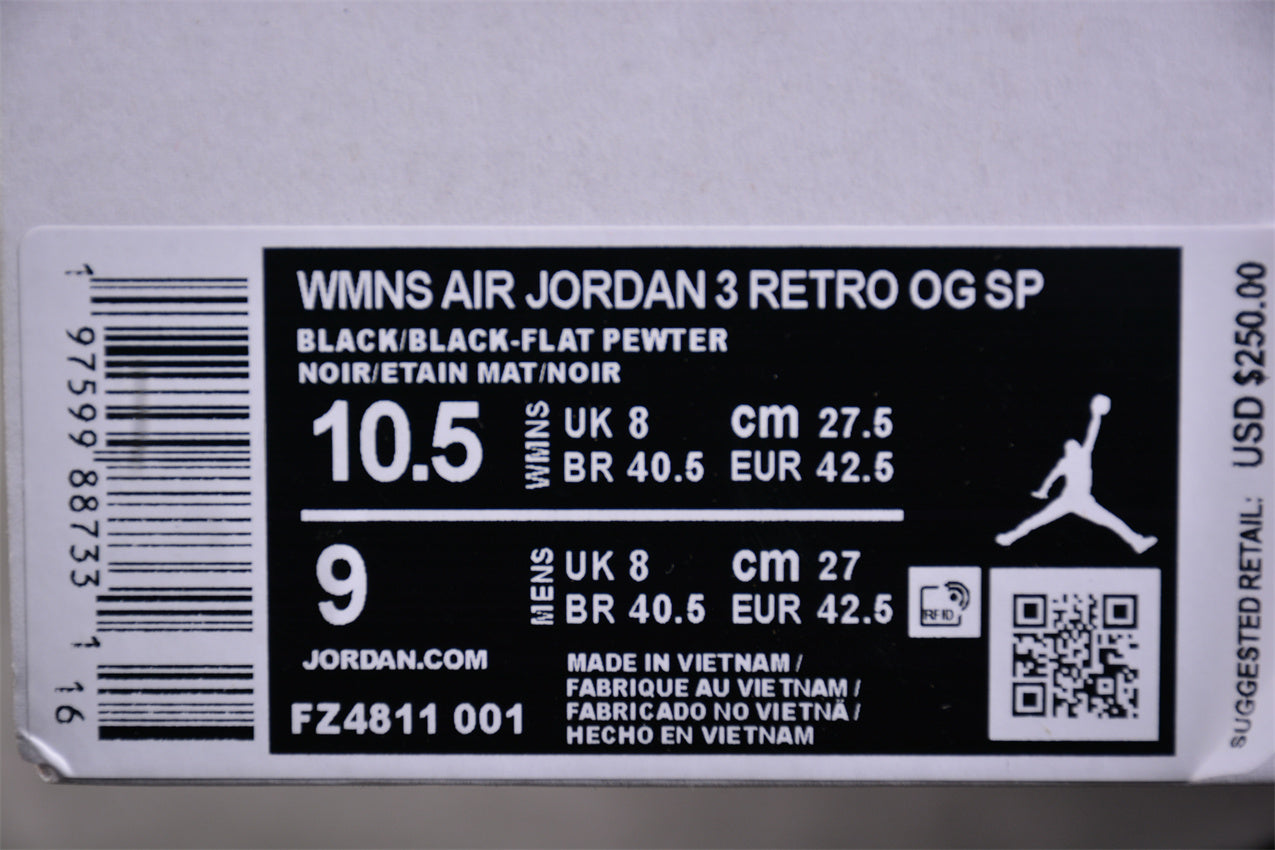 WMNS AIR JORDAN 3 RETRO OG SP
BLACK/BLACK-FLAT PEWTER
NOIR/ETAIN MAT/NOIR
10.5 WMNS UK 8 cm 27.5
BR 40.5 EUR 42.5
9 MENS UK 8 cm 27
BR 40.5 EUR 42.5
RFID
JORDAN.COM
FZ4811 001
MADE IN VIETNAM /
FABRIQUE AU VIETNAM /
FABRICADO NO VIETNÄ/
HECHO EN VIETNAM
1 97599 88733 1 16
SUGGESTED RETAIL: USD $250.00